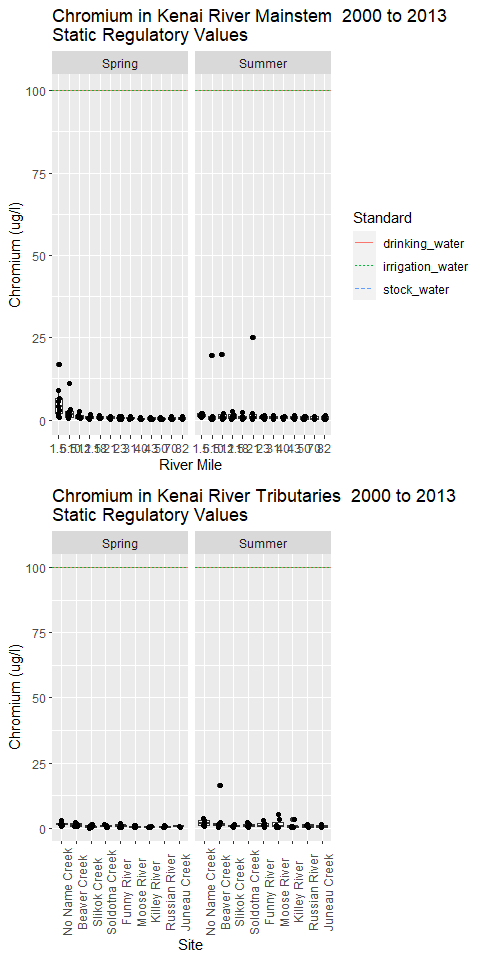 Chromium in Kenai River Mainstem  2000 to 2013
Static Regulatory Values
Spring
Summer
100
75
50
25
0
Chromium (ug/l)
River Mile
Standard
drinking_water
irrigation_water
stock_water
Chromium in Kenai River Tributaries  2000 to 2013
Static Regulatory Values
Spring
Summer
100
75
50
25
0
Chromium (ug/l)
No Name Creek
Beaver Creek
Slikok Creek
Soldotna Creek
Funny River
Moose River
Killey River
Russian River
Juneau Creek
No Name Creek
Beaver Creek
Slikok Creek
Soldotna Creek
Funny River
Moose River
Killey River
Russian River
Juneau Creek
Site